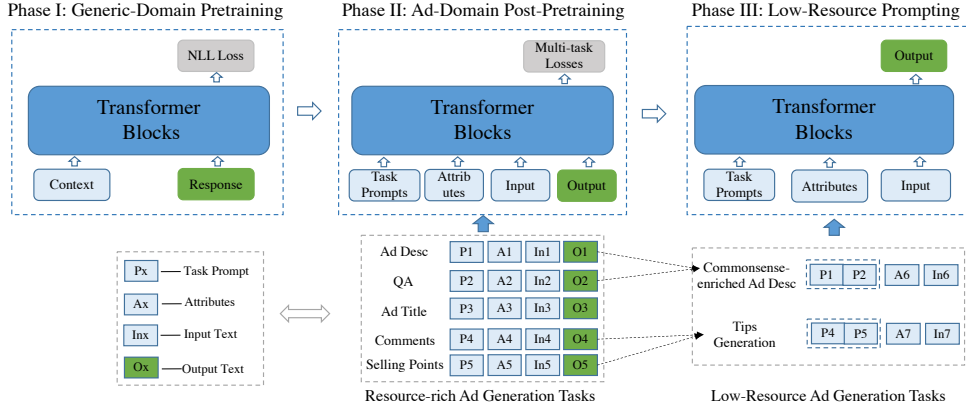 Phase I: Generic-Domain Pretraining
NLL Loss
Transformer
Blocks
Context
Response
Phase II: Ad-Domain Post-Pretraining
Multi-task
Losses
Transformer
Blocks
Task
Prompts
Attrib
utes
Input
Output
Phase III: Low-Resource Prompting
Output
Transformer
Blocks
Task
Prompts
Attributes
Input
Px
Task Prompt
Ax
Attributes
Inx
Input Text
Ox
Output Text
Ad Desc P1 A1 In1 O1
QA P2 A2 In2 O2
Ad Title P3 A3 In3 O3
Comments P4 A4 In4 O4
Selling Points P5 A5 In5 O5
Resource-rich Ad Generation Tasks
Commonsense-
enriched Ad Desc
P1 P2 A6 In6
Tips
Generation
P4 P5 A7 In7
Low-Resource Ad Generation Tasks